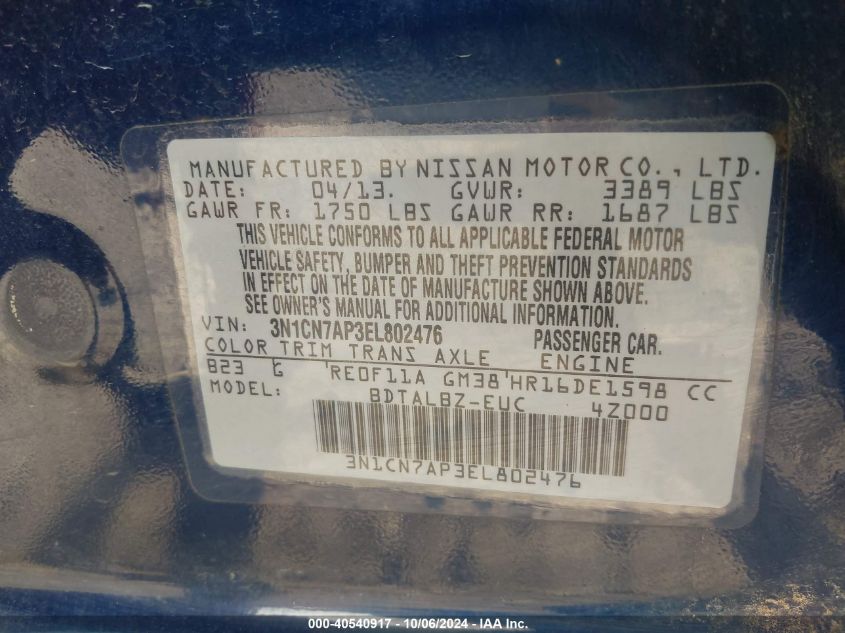 MANUFACTURED BY NISSAN MOTOR CO., LTD.
DATE: 04/13. GVWR: 3389 LBS
GAWR FR: 1750 LBS GAWR RR: 1687 LBS
THIS VEHICLE CONFORMS TO ALL APPLICABLE FEDERAL MOTOR
VEHICLE SAFETY, BUMPER AND THEFT PREVENTION STANDARDS
IN EFFECT ON THE DATE OF MANUFACTURE SHOWN ABOVE.
SEE OWNER'S MANUAL FOR ADDITIONAL INFORMATION.
VIN: 3N1CN7AP3EL802476 PASSENGER CAR.
COLOR TRIM TRANS AXLE ENGINE
B23 G 'RE0F11A GM38'HR16DE1598 CC
MODEL: BDTALBZ-EUC 4Z000
3N1CN7AP3EL802476
000-40540917 - 10/06/2024 - IAA, Inc.